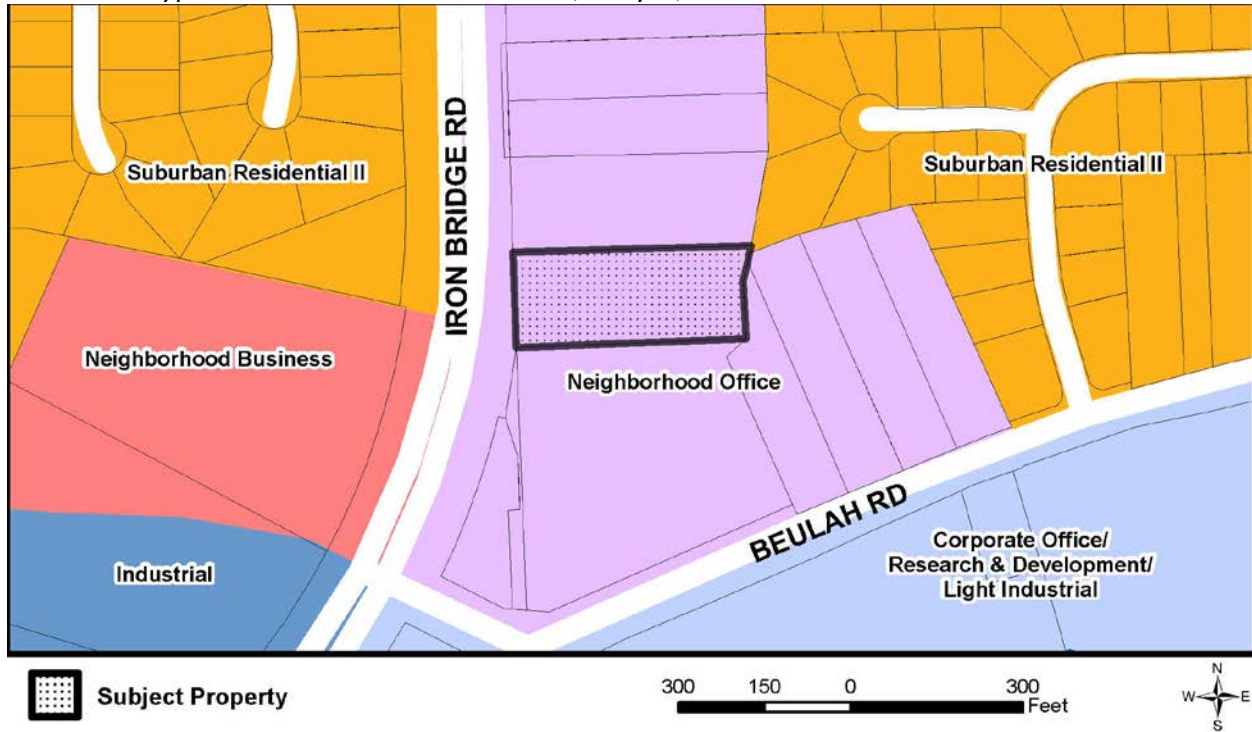 IRON BRIDGE RD
Suburban Residential II
Suburban Residential II
Neighborhood Business
Neighborhood Office
BEULAH RD
Corporate Office/
Research & Development/
Light Industrial
Industrial
Subject Property
300 150 0 300
Feet
N
W E
S